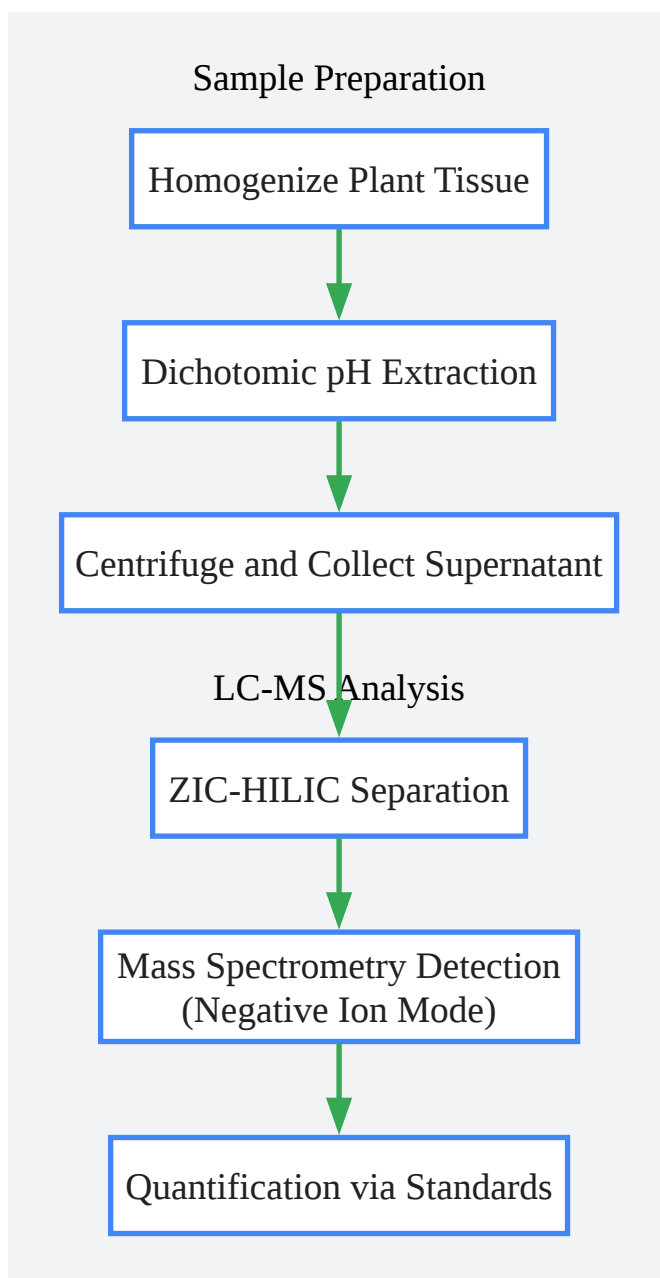 Sample Preparation
Homogenize Plant Tissue
Dichotomic pH Extraction
Centrifuge and Collect Supernatant
LC-MS Analysis
ZIC-HILIC Separation
Mass Spectrometry Detection
(Negative Ion Mode)
Quantification via Standards